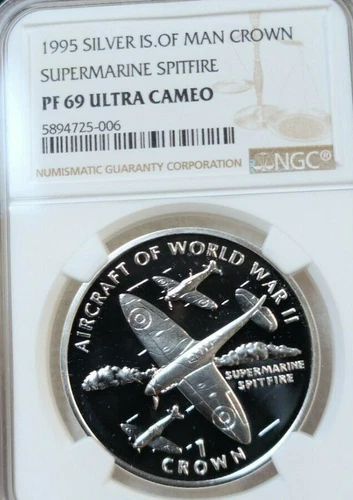 1995 SILVER IS.OF MAN CROWN
SUPERMARINE SPITFIRE
PF 69 ULTRA CAMEO
5894725-006
NUMISMATIC GUARANTY CORPORATION
NGC®
AIRCRAFT OF WORLD WAR II
SUPERMARINE
SPITFIRE
1
CROWN